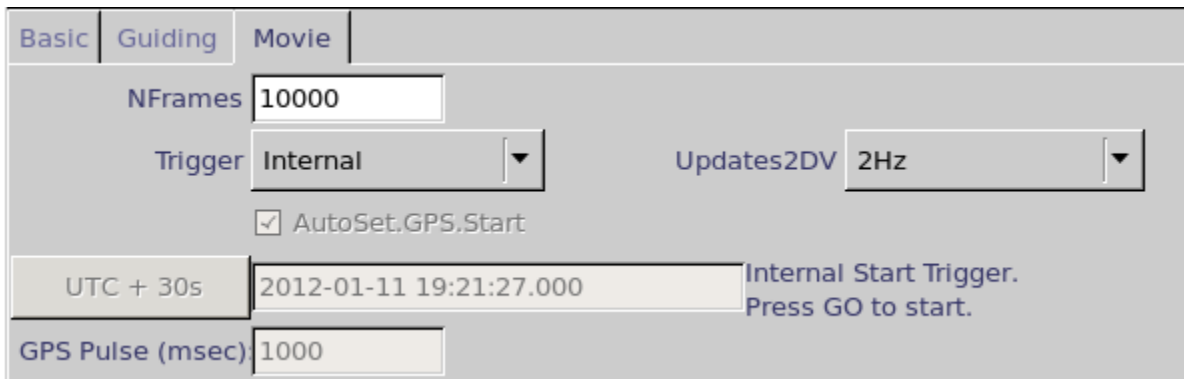 Basic Guiding Movie
NFrames 10000
Trigger Internal Updates2DV 2Hz
AutoSet.GPS.Start
UTC + 30s 2012-01-11 19:21:27.000 Internal Start Trigger.
Press GO to start.
GPS Pulse (msec): 1000